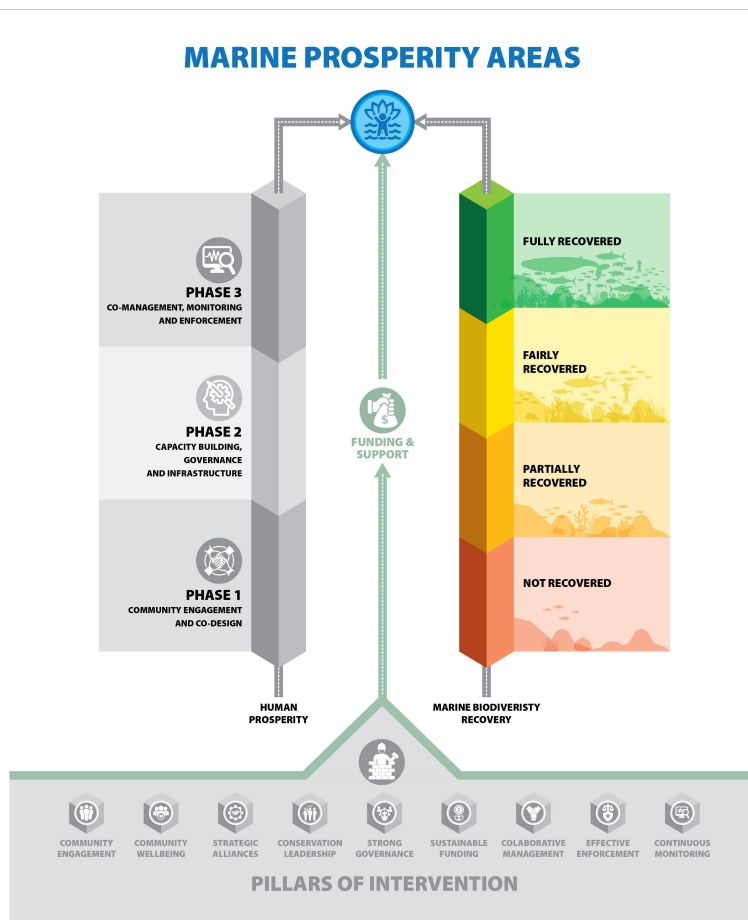 MARINE PROSPERITY AREAS
PHASE 3
CO-MANAGEMENT, MONITORING
AND ENFORCEMENT
PHASE 2
CAPACITY BUILDING,
GOVERNANCE
AND INFRASTRUCTURE
PHASE 1
COMMUNITY ENGAGEMENT
AND CO-DESIGN
HUMAN
PROSPERITY
$
FUNDING &
SUPPORT
FULLY RECOVERED
FAIRLY
RECOVERED
PARTIALLY
RECOVERED
NOT RECOVERED
MARINE BIODIVERISTY
RECOVERY
COMMUNITY
ENGAGEMENT
COMMUNITY
WELLBEING
STRATEGIC
ALLIANCES
CONSERVATION
LEADERSHIP
STRONG
GOVERNANCE
SUSTAINABLE
FUNDING
COLABORATIVE
MANAGEMENT
EFFECTIVE
ENFORCEMENT
CONTINUOUS
MONITORING
PILLARS OF INTERVENTION